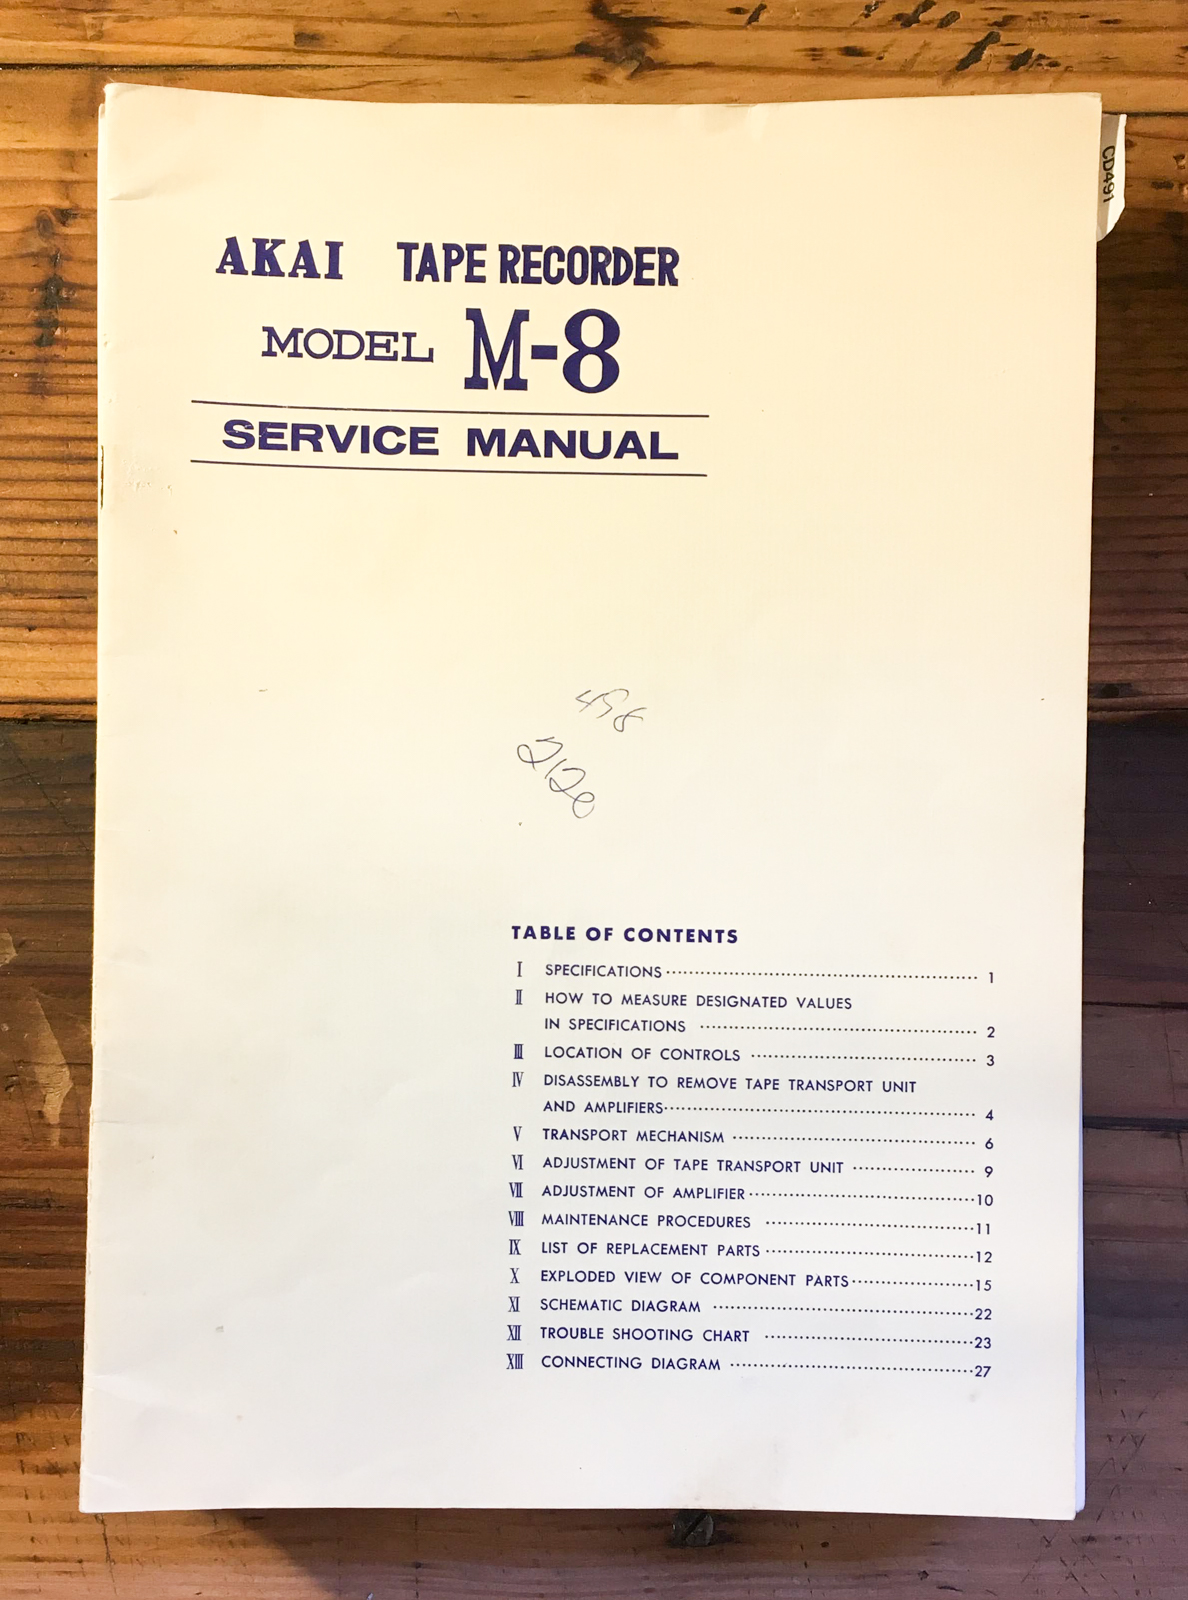 CD491
AKAI TAPE RECORDER
MODEL M-8
SERVICE MANUAL
498
2120
TABLE OF CONTENTS
I SPECIFICATIONS 1
II HOW TO MEASURE DESIGNATED VALUES
IN SPECIFICATIONS 2
III LOCATION OF CONTROLS 3
IV DISASSEMBLY TO REMOVE TAPE TRANSPORT UNIT
AND AMPLIFIERS 4
V TRANSPORT MECHANISM 6
VI ADJUSTMENT OF TAPE TRANSPORT UNIT 9
VII ADJUSTMENT OF AMPLIFIER 10
VIII MAINTENANCE PROCEDURES 11
IX LIST OF REPLACEMENT PARTS 12
X EXPLODED VIEW OF COMPONENT PARTS 15
XI SCHEMATIC DIAGRAM 22
XII TROUBLE SHOOTING CHART 23
XIII CONNECTING DIAGRAM 27